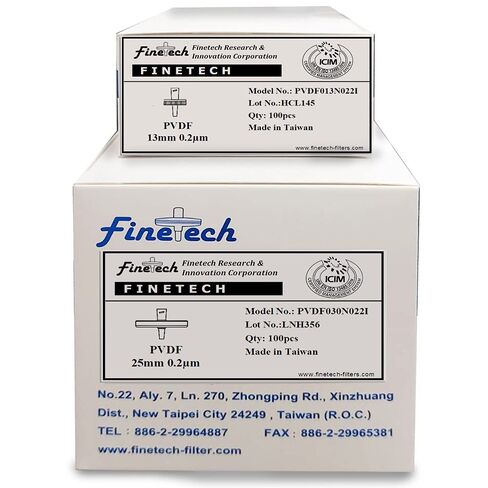 Finetech
Finetech Research &
Innovation Corporation
ICIM
FINETECH
Model No.: PVDF013N022I
Lot No.:HCL145
Qty: 100pcs
Made in Taiwan
PVDF
13mm 0.2µm
www.finetech-filters.com
Finetech
Finetech
Finetech Research &
Innovation Corporation
ICIM
FINETECH
Model No.: PVDF030N022I
Lot No.:LNH356
Qty: 100pcs
Made in Taiwan
PVDF
25mm 0.2µm
www.finetech-filters.com
No.22, Aly. 7, Ln. 270, Zhongping Rd., Xinzhuang
Dist., New Taipei City 24249 , Taiwan (R.O.C.)
TEL : 886-2-29964887 FAX : 886-2-29965381
www.finetech-filter.com